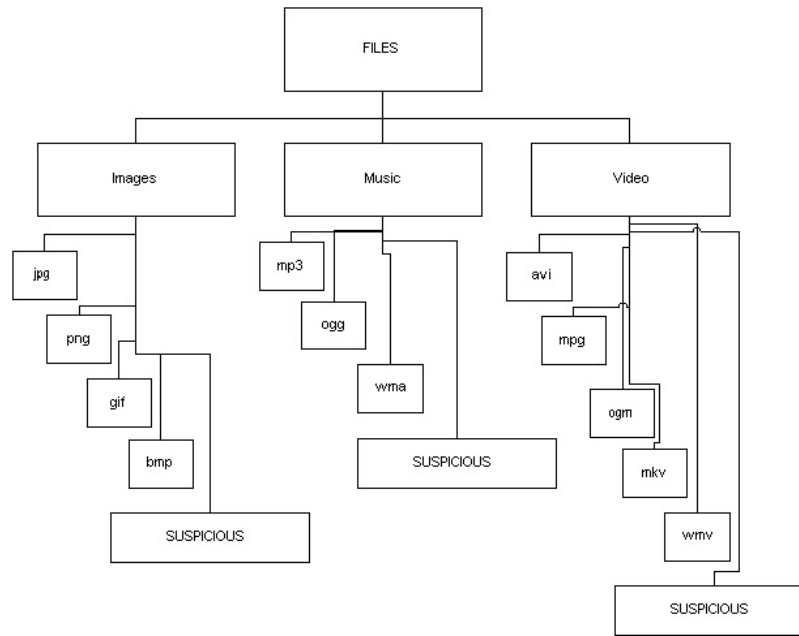 FILES
Images
Music
Video
jpg
png
gif
bmp
SUSPICIOUS
mp3
ogg
wma
SUSPICIOUS
avi
mpg
ogm
mkv
wmv
SUSPICIOUS